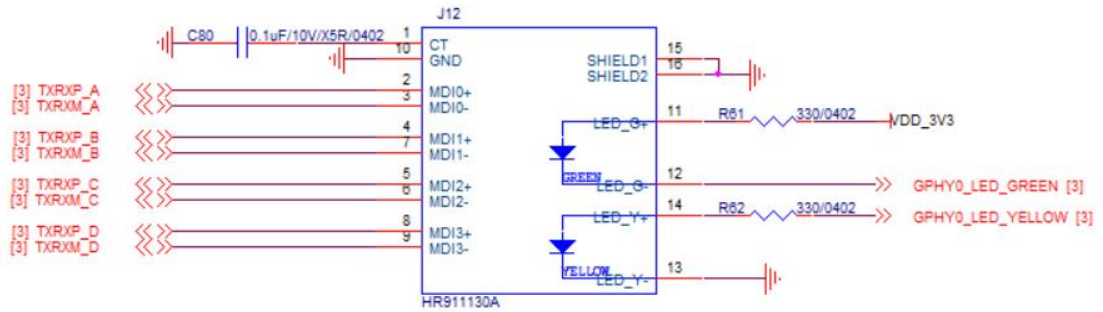 J12
C80 0.1uF/10V/X5R/0402 1 CT
10 GND
SHIELD1 15
SHIELD2 16
[3] TXRXP_A 2 MDI0+
[3] TXRXM_A 3 MDI0-
LED_G+ 11 R61 330/0402 VDD_3V3
[3] TXRXP_B 4 MDI1+
[3] TXRXM_B 7 MDI1-
GREEN LED_G- 12 GPHY0_LED_GREEN [3]
[3] TXRXP_C 5 MDI2+
[3] TXRXM_C 6 MDI2-
LED_Y+ 14 R62 330/0402 GPHY0_LED_YELLOW [3]
[3] TXRXP_D 8 MDI3+
[3] TXRXM_D 9 MDI3-
YELLOW LED_Y- 13
HR911130A